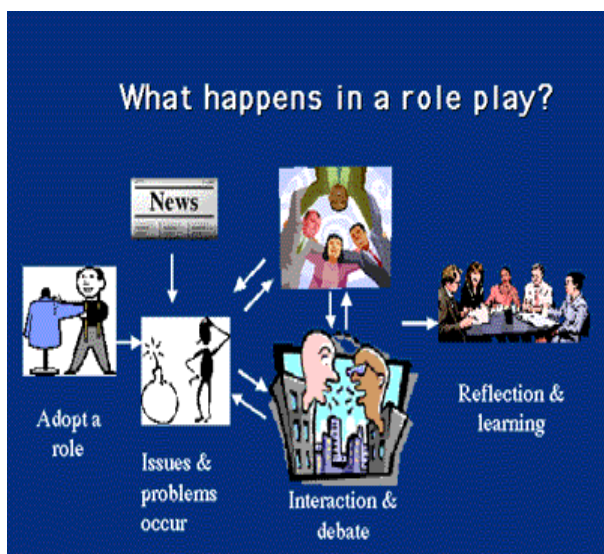 What happens in a role play?
News
Adopt a
role
Issues &
problems
occur
Interaction &
debate
Reflection &
learning